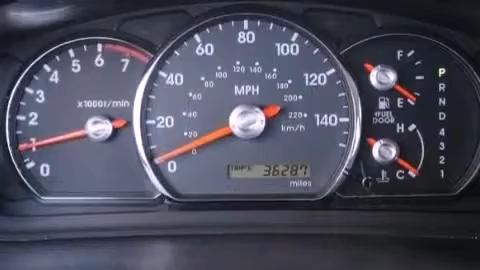 0
1
2
3
4
5
6
7
x1000r/min
0
20
40
60
80
100
120
140
MPH
0
20
40
60
80
100
120
140
160
180
200
220
km/h
36287
miles
F
E
FUEL
DOOR
H
C
P
R
N
D
4
3
2
1